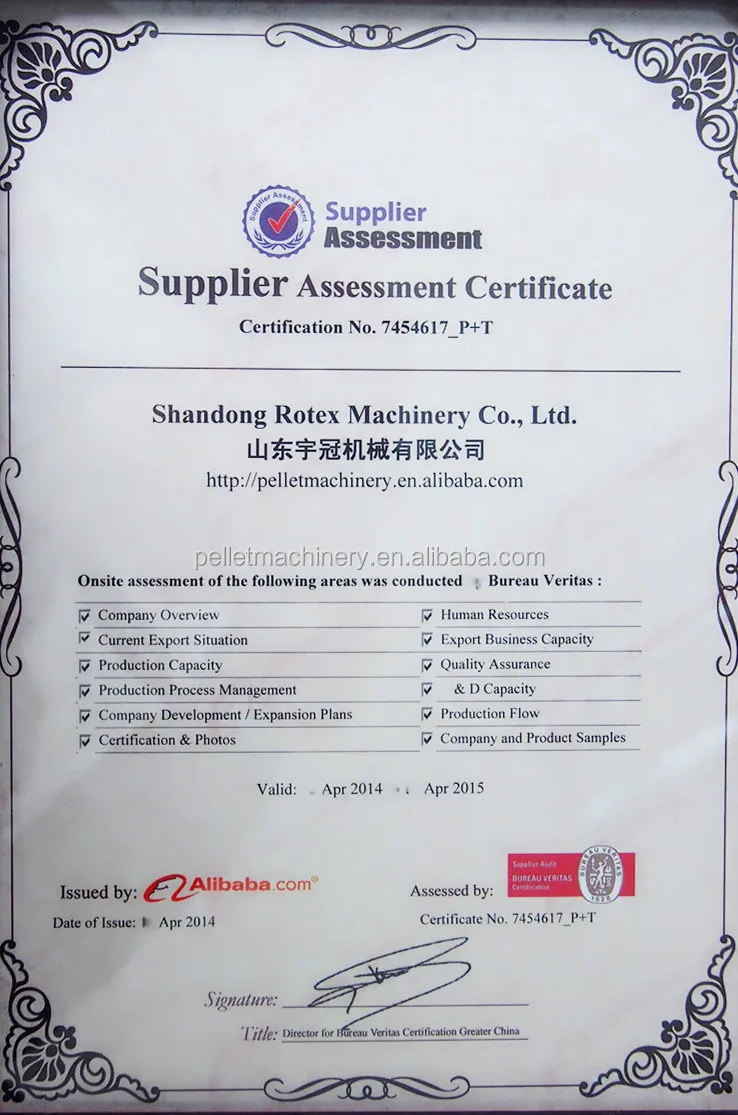 Supplier Assessment
Supplier
Assessment
Supplier Assessment Certificate
Certification No. 7454617_P+T
Shandong Rotex Machinery Co., Ltd.
山东宇冠机械有限公司
http://pelletmachinery.en.alibaba.com
pelletmachinery.en.alibaba.com
Onsite assessment of the following areas was conducted Bureau Veritas :
Company Overview
Current Export Situation
Production Capacity
Production Process Management
Company Development / Expansion Plans
Certification & Photos
Human Resources
Export Business Capacity
Quality Assurance
& D Capacity
Production Flow
Company and Product Samples
Valid: Apr 2014 Apr 2015
Issued by: Alibaba.com®
Date of Issue: Apr 2014
Assessed by:
Supplier Audit
BUREAU VERITAS
Certification
BUREAU VERITAS
1828
Certificate No. 7454617_P+T
Signature:
Title: Director for Bureau Veritas Certification Greater China